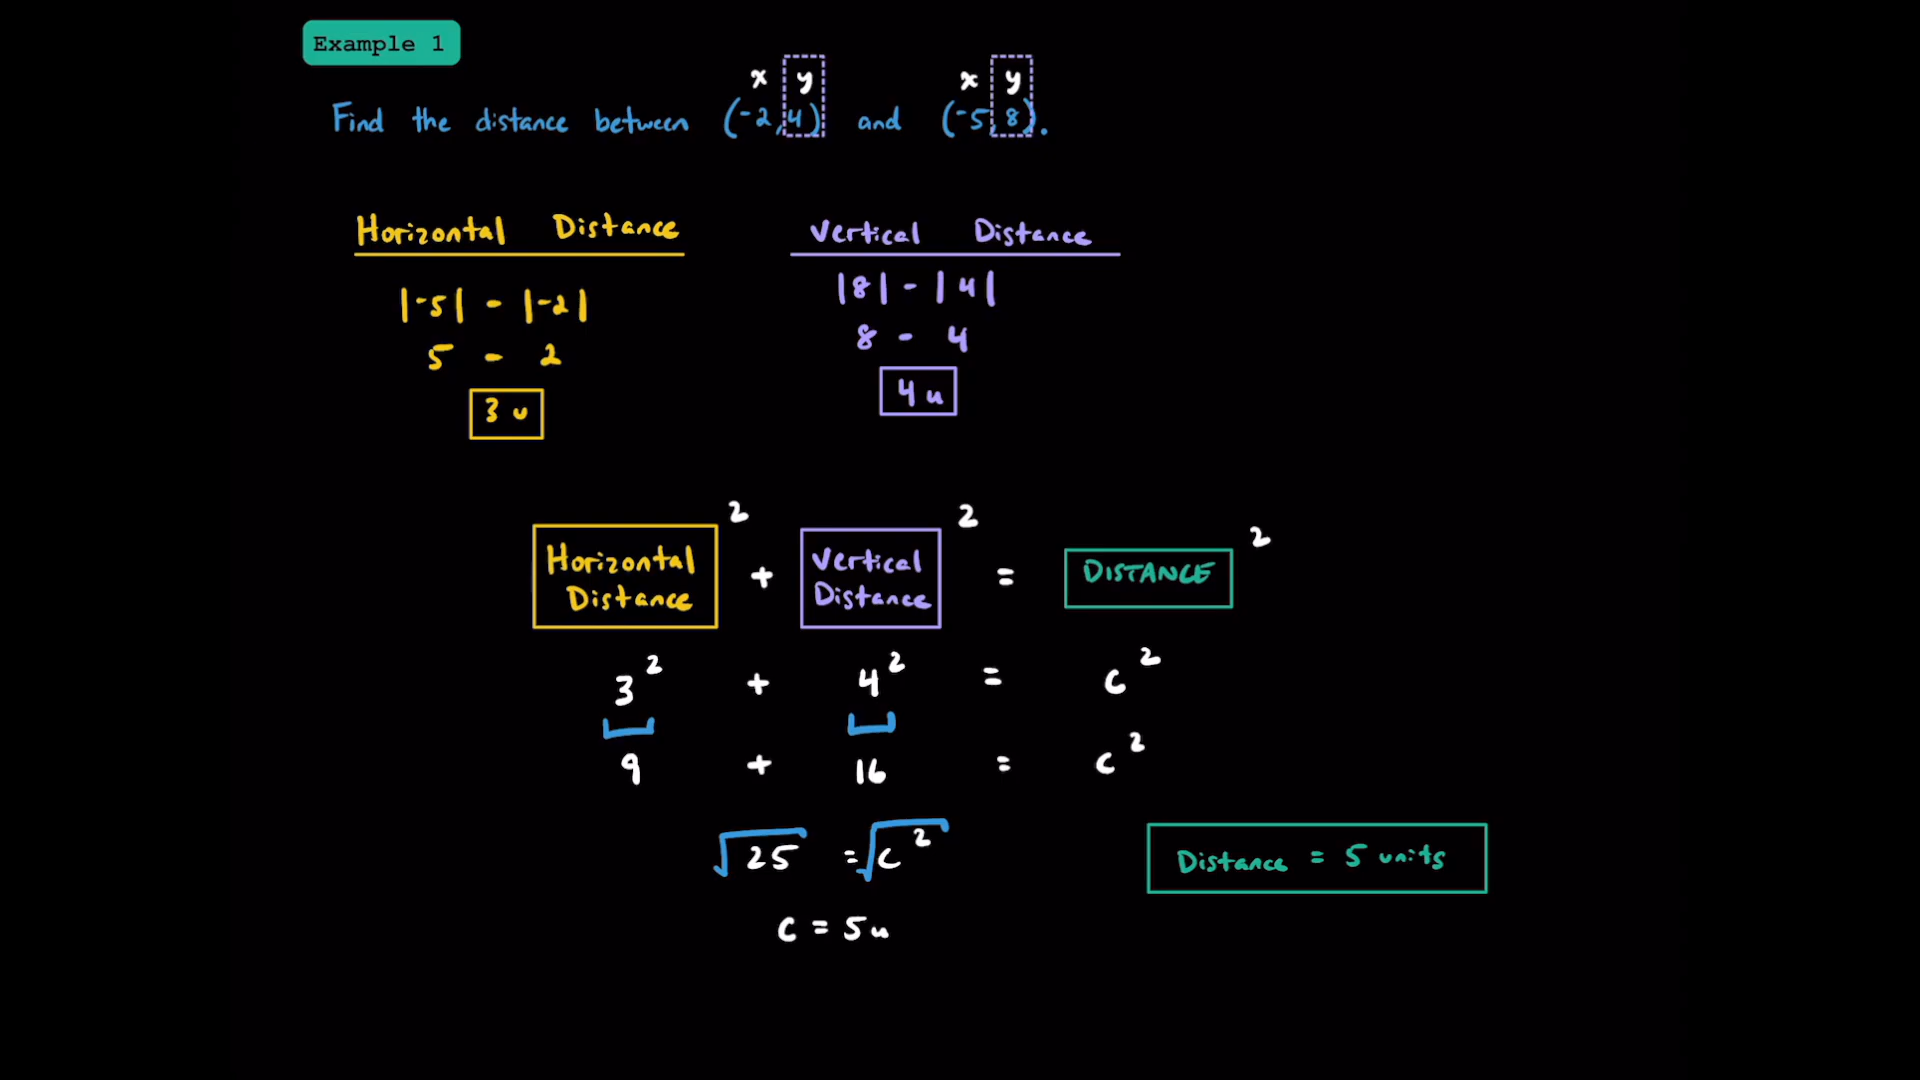 Example 1
x y x y
Find the distance between (-2,4) and (-5,8).
Horizontal Distance
|-5| - |-2|
5 - 2
3 u
Vertical Distance
|8| - |4|
8 - 4
4 u
Horizontal Distance ² + Vertical Distance ² = DISTANCE ²
3² + 4² = c²
9 + 16 = c²
√25 = √c²
c = 5u
Distance = 5 units